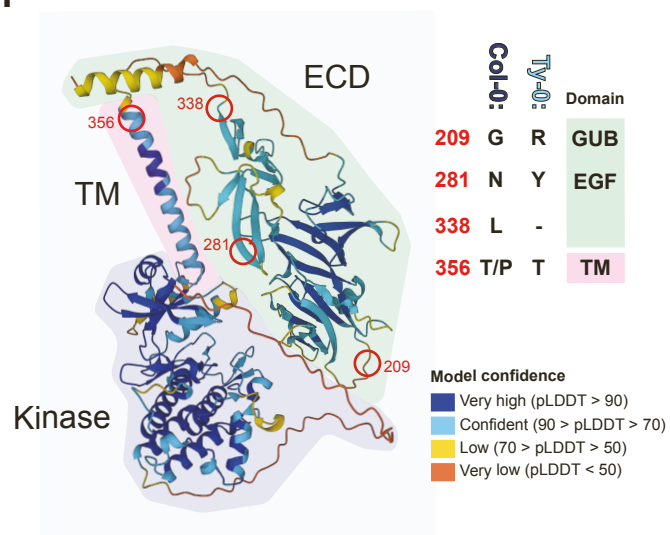 ECD
338
356
TM
281
209
Kinase
Col-0:
Ty-0:
Domain
209 G R GUB
281 N Y EGF
338 L -
356 T/P T TM
Model confidence
Very high (pLDDT > 90)
Confident (90 > pLDDT > 70)
Low (70 > pLDDT > 50)
Very low (pLDDT < 50)